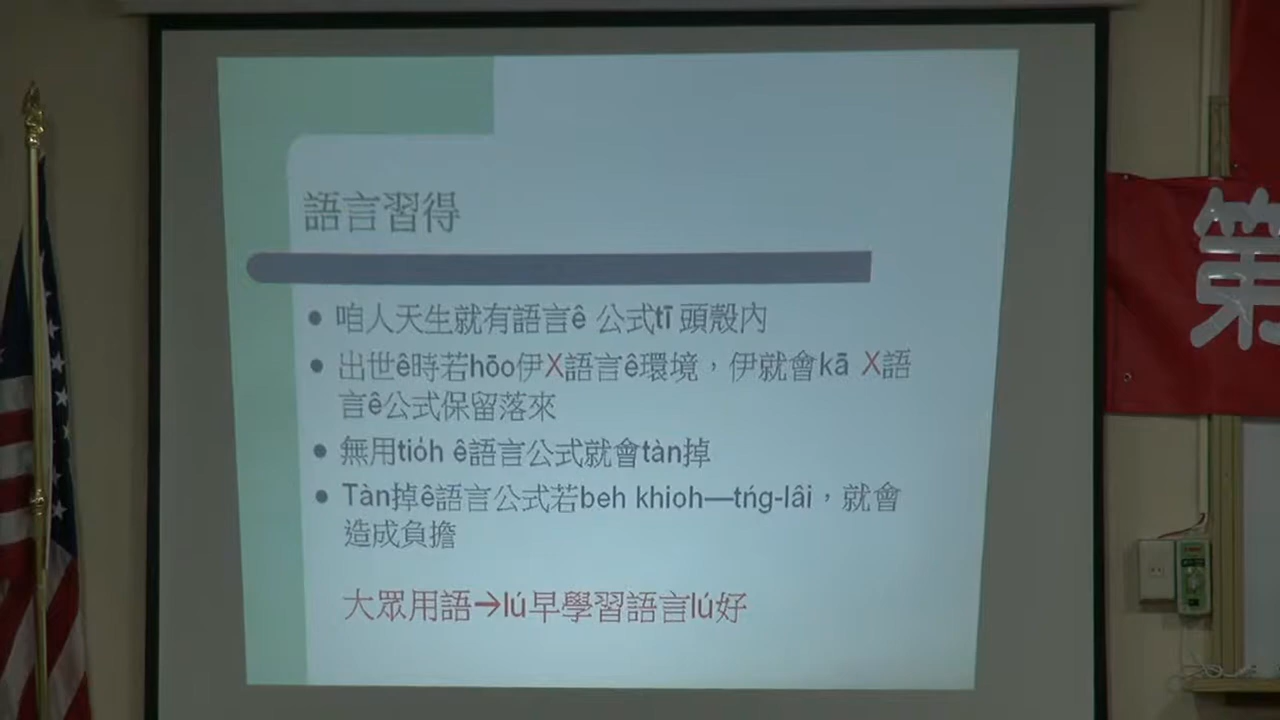 語言習得
咱人天生就有語言ê 公式tī 頭殼內
出世ê時若hōo伊X語言ê環境，伊就會kā X語
言ê公式保留落來
無用tio̍h ê語言公式就會tàn掉
Tàn掉ê語言公式若beh khioh—tńg-lâi，就會
造成負擔
大眾用語→lú早學習語言lú好
第